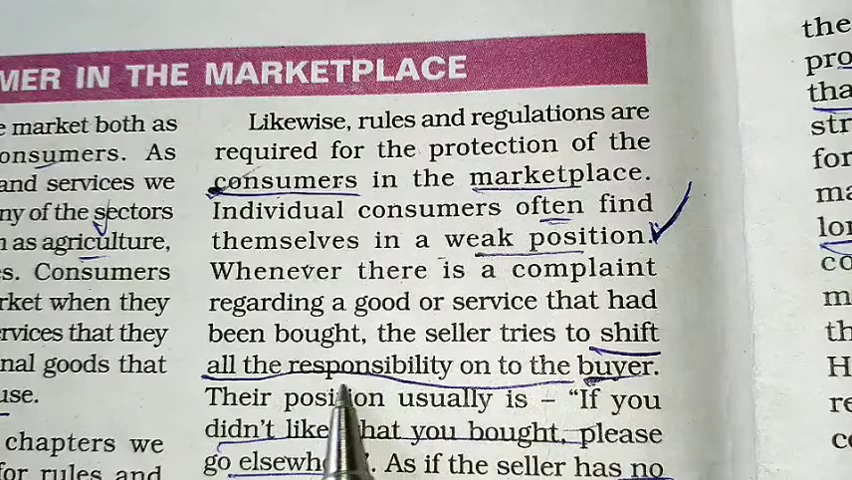 MER IN THE MARKETPLACE
e market both as
onsumers. As
and services we
ny of the sectors
n as agriculture,
es. Consumers
rket when they
ervices that they
nal goods that
use.
chapters we
for rules and
Likewise, rules and regulations are
required for the protection of the
consumers in the marketplace.
Individual consumers often find
themselves in a weak position.
Whenever there is a complaint
regarding a good or service that had
been bought, the seller tries to shift
all the responsibility on to the buyer.
Their position usually is – “If you
didn't like what you bought, please
go elsewh
As if the seller has no
the
pro
tha
str
for
ma
lon
co
m
th
H
re
co